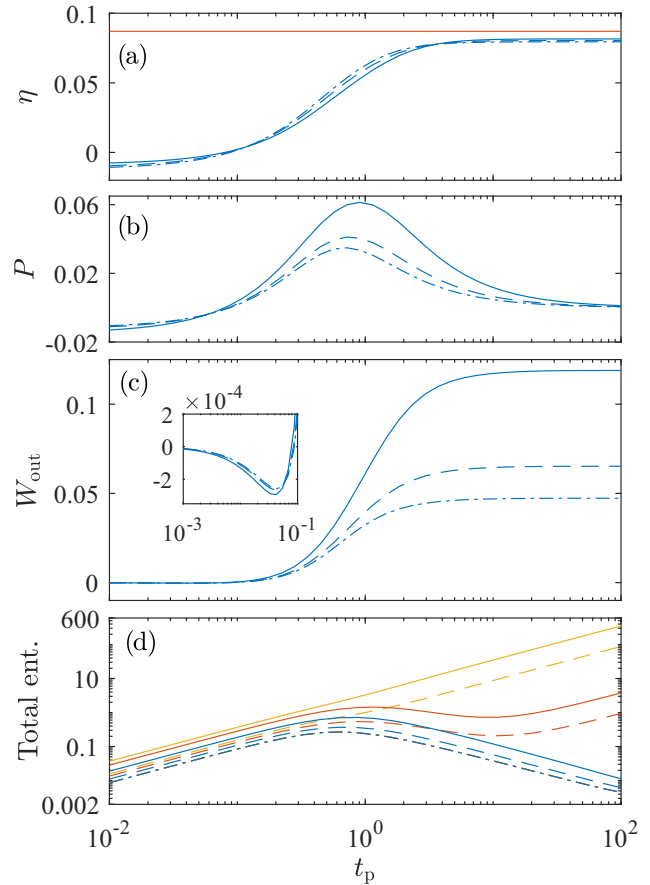 0.1
(a)
0.05
η
0
0.06
(b)
P
0.02
-0.02
(c)
0.1
×10⁻⁴
2
0
-2
10⁻³
10⁻¹
W_out
0.05
0
600
(d)
Total ent.
10
0.1
0.002
10⁻²
10⁰
10²
t_p